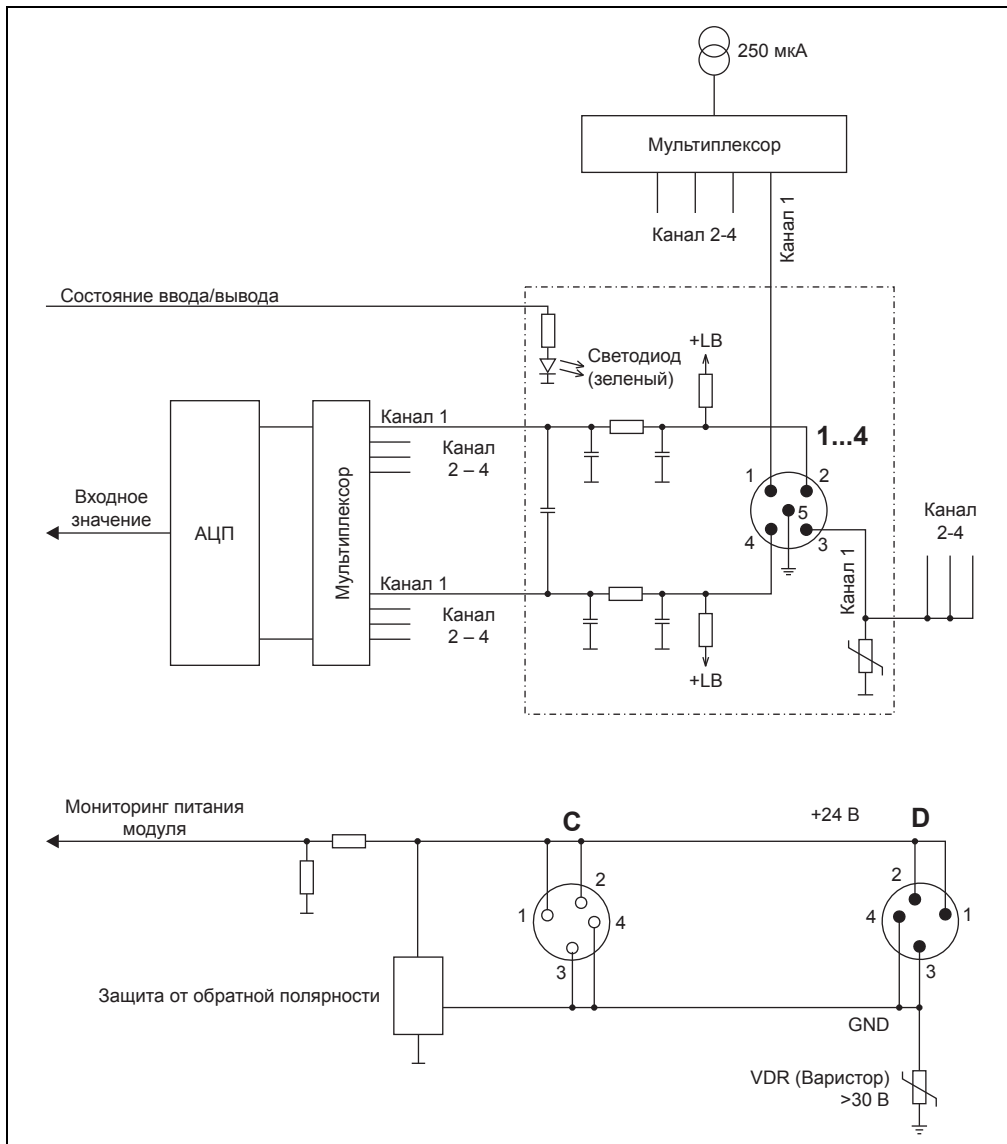 250 мкА
Мультиплексор
Канал 2-4
Канал 1
Состояние ввода/вывода
+LB
Светодиод
(зеленый)
Канал 1
Канал
2 – 4
1...4
1
2
5
4
3
Канал
2-4
Входное
значение
АЦП
Мультиплексор
Канал 1
Канал
2 – 4
Канал 1
+LB
Мониторинг питания
модуля
C
+24 В
D
2
1
4
3
2
4
1
3
Защита от обратной полярности
GND
VDR (Варистор)
>30 В